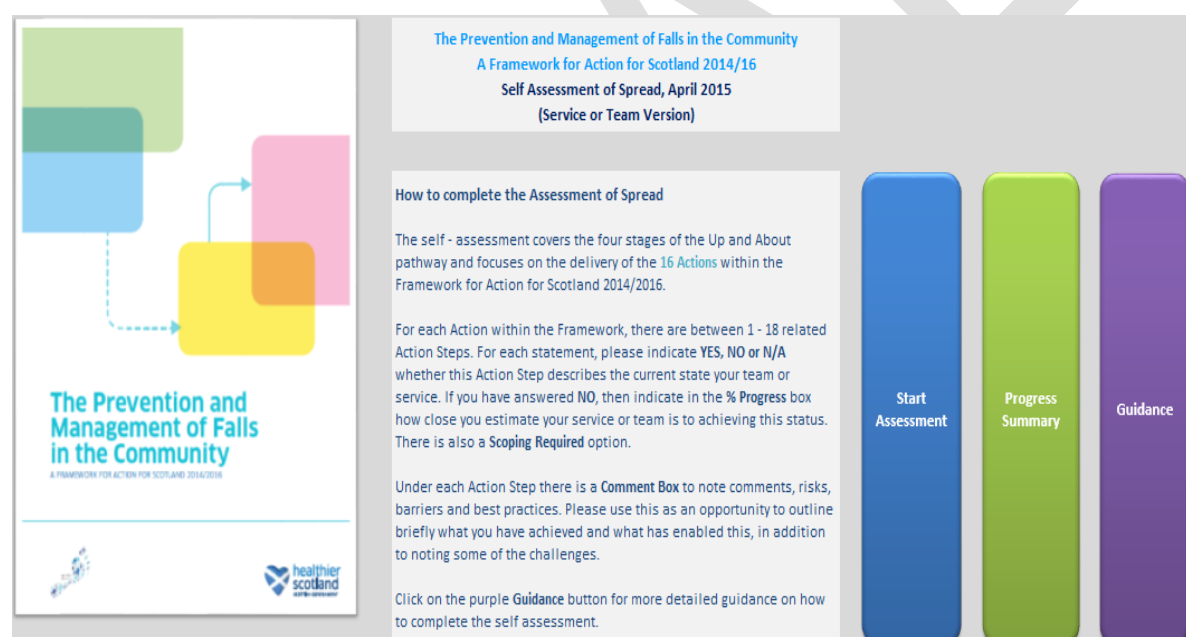 The Prevention and Management of Falls in the Community
A Framework for Action for Scotland 2014/16
Self Assessment of Spread, April 2015
(Service or Team Version)
How to complete the Assessment of Spread
The self - assessment covers the four stages of the Up and About
pathway and focuses on the delivery of the 16 Actions within the
Framework for Action for Scotland 2014/2016.
For each Action within the Framework, there are between 1 - 18 related
Action Steps. For each statement, please indicate YES, NO or N/A
whether this Action Step describes the current state your team or
service. If you have answered NO, then indicate in the % Progress box
how close you estimate your service or team is to achieving this status.
There is also a Scoping Required option.
Under each Action Step there is a Comment Box to note comments, risks,
barriers and best practices. Please use this as an opportunity to outline
briefly what you have achieved and what has enabled this, in addition
to noting some of the challenges.
Click on the purple Guidance button for more detailed guidance on how
to complete the self assessment.
The Prevention and
Management of Falls
in the Community
A FRAMEWORK FOR ACTION FOR SCOTLAND 2014/2016
healthier
scotland
Start
Assessment
Progress
Summary
Guidance